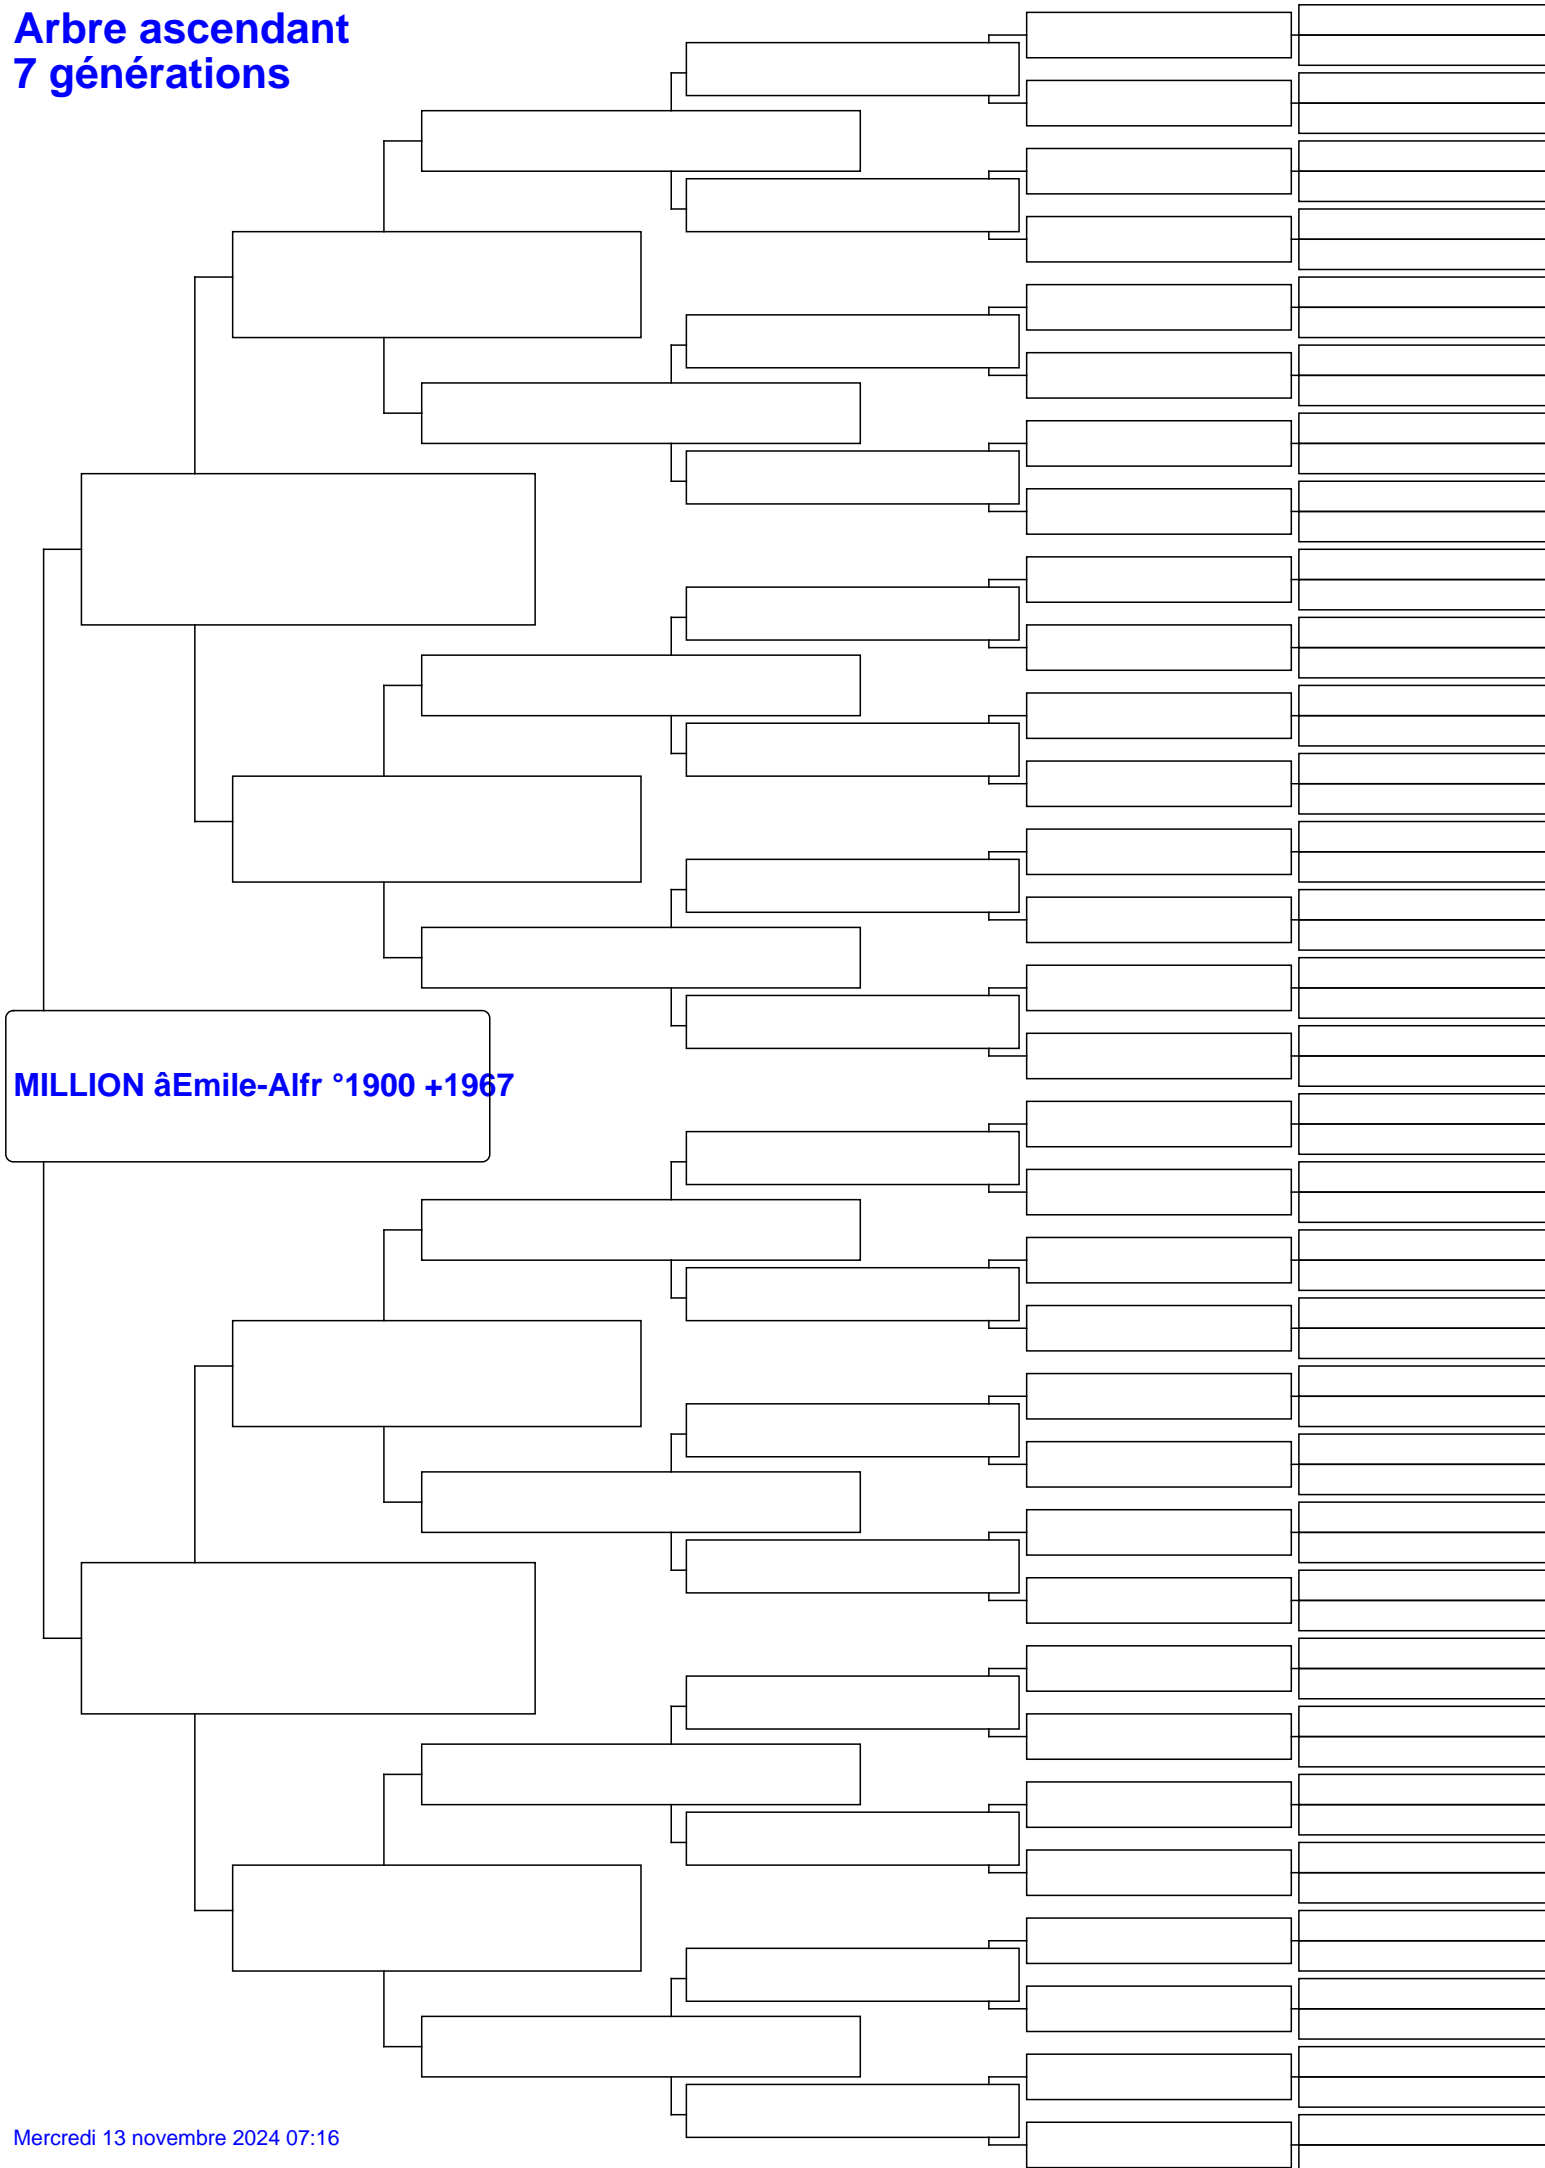 Arbre ascendant
7 générations
MILLION âEmile-Alfr °1900 +1967
Mercredi 13 novembre 2024 07:16